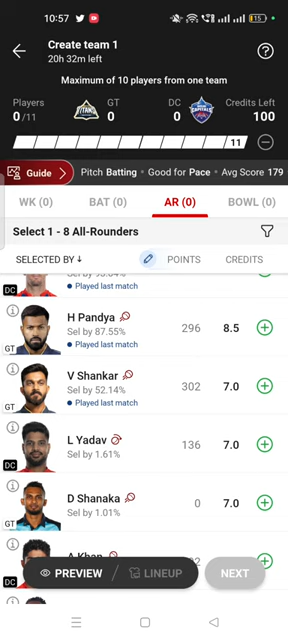 10:57
15
Create team 1
20h 32m left
Maximum of 10 players from one team
Players
0/11
GT
0
DC
0
Credits Left
100
11
Guide
Pitch Batting • Good for Pace • Avg Score 179
WK (0) BAT (0) AR (0) BOWL (0)
Select 1 - 8 All-Rounders
SELECTED BY ↓ POINTS CREDITS
Played last match
DC
H Pandya
Sel by 87.55%
Played last match
296 8.5
GT
V Shankar
Sel by 52.14%
Played last match
302 7.0
GT
L Yadav
Sel by 1.61%
136 7.0
DC
D Shanaka
Sel by 1.01%
0 7.0
GT
A Khan
DC
PREVIEW / LINEUP
NEXT